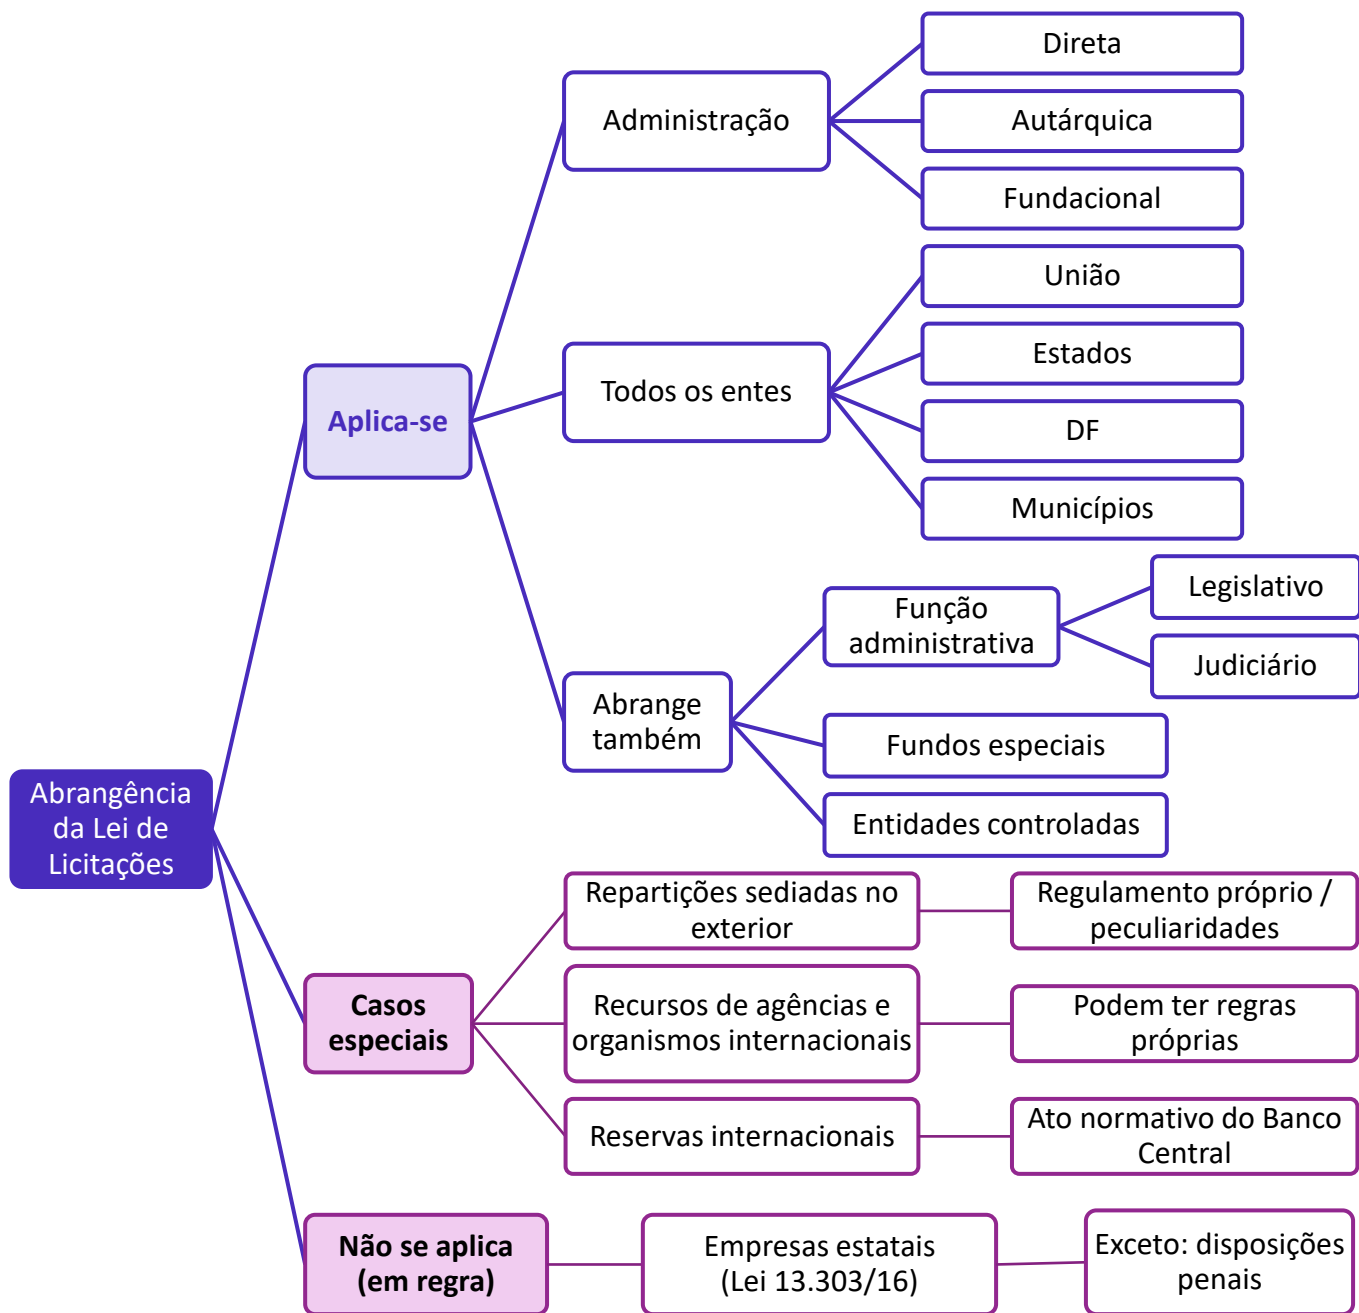 Abrangência
da Lei de
Licitações
Aplica-se
Administração
Direta
Autárquica
Fundacional
Todos os entes
União
Estados
DF
Municípios
Abrange
também
Função
administrativa
Legislativo
Judiciário
Fundos especiais
Entidades controladas
Casos
especiais
Repartições sediadas no
exterior
Regulamento próprio /
peculiaridades
Recursos de agências e
organismos internacionais
Podem ter regras
próprias
Reservas internacionais
Ato normativo do Banco
Central
Não se aplica
(em regra)
Empresas estatais
(Lei 13.303/16)
Exceto: disposições
penais